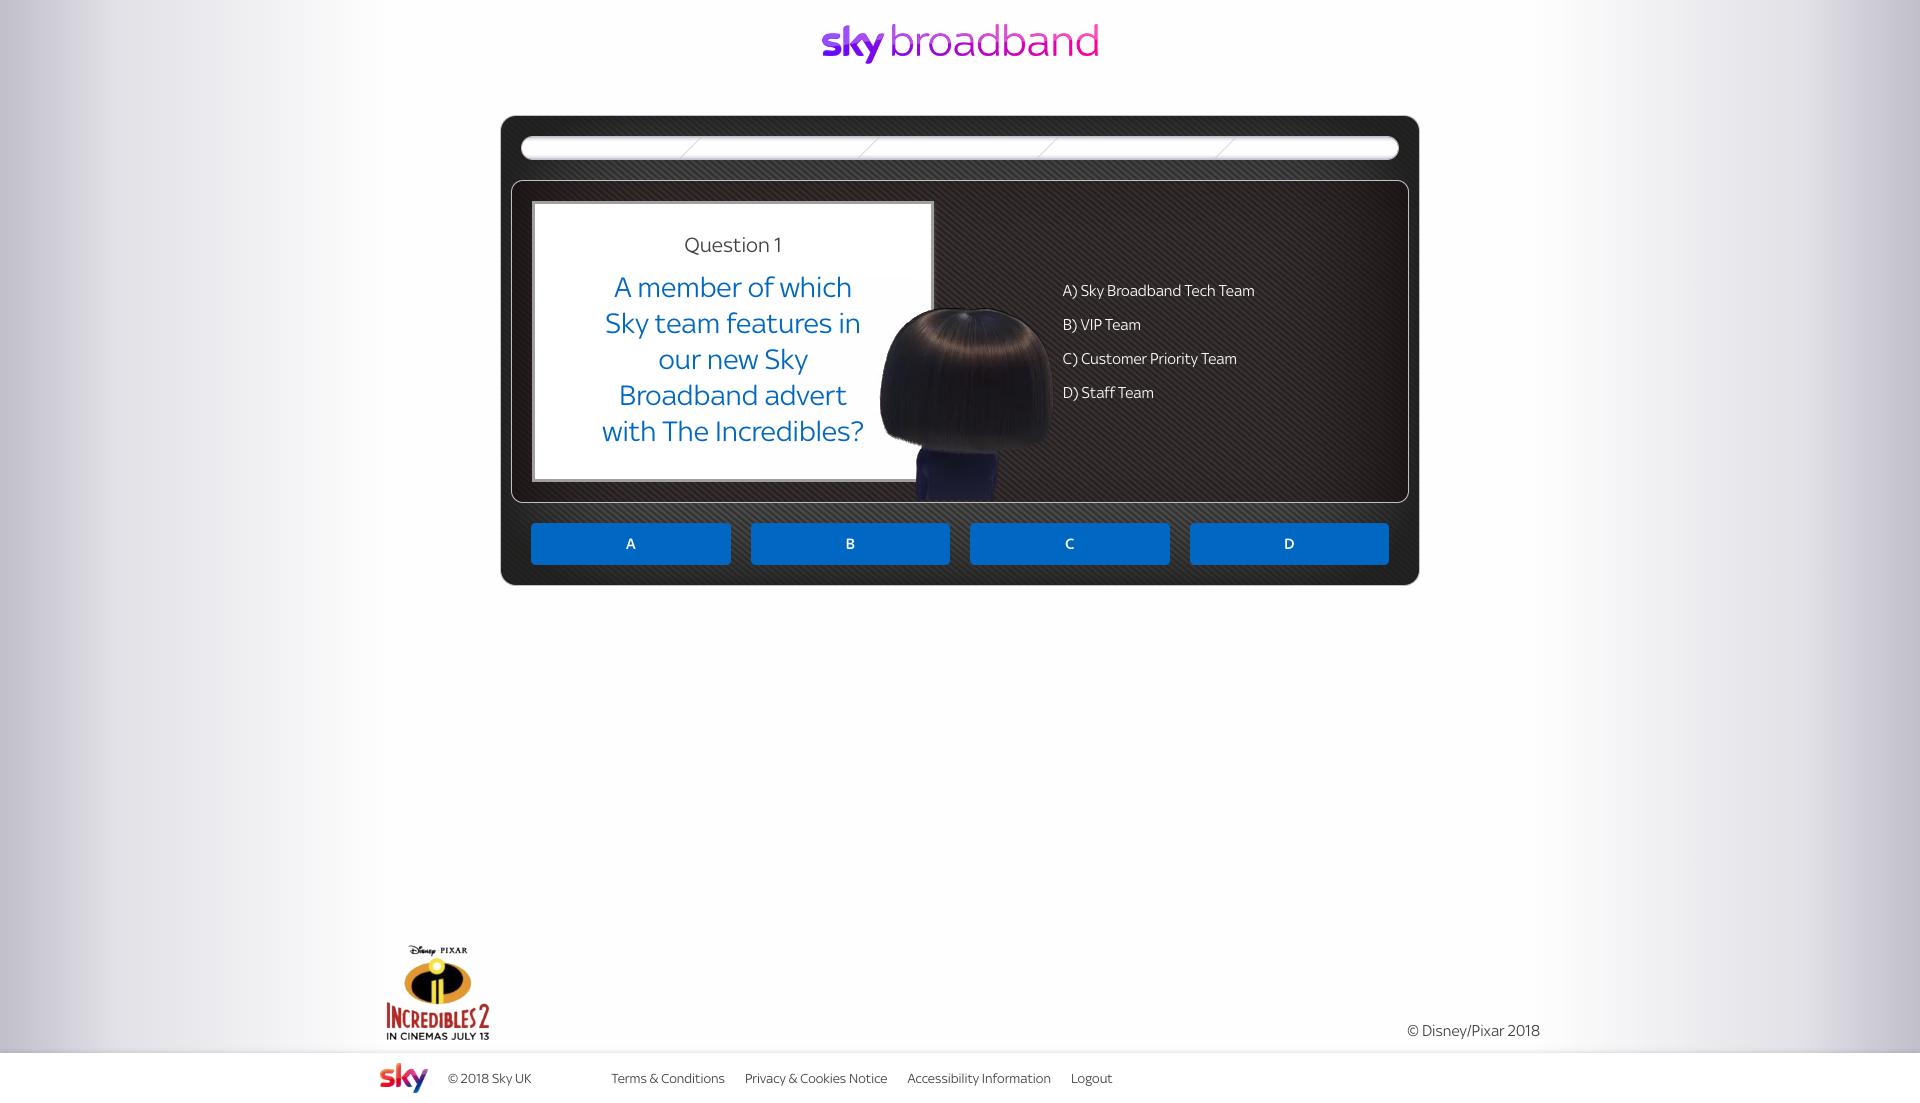 sky broadband
Question 1
A member of which
Sky team features in
our new Sky
Broadband advert
with The Incredibles?
A) Sky Broadband Tech Team
B) VIP Team
C) Customer Priority Team
D) Staff Team
A
B
C
D
Disney PIXAR
INCREDIBLES 2
IN CINEMAS JULY 13
© Disney/Pixar 2018
sky
© 2018 Sky UK
Terms & Conditions
Privacy & Cookies Notice
Accessibility Information
Logout